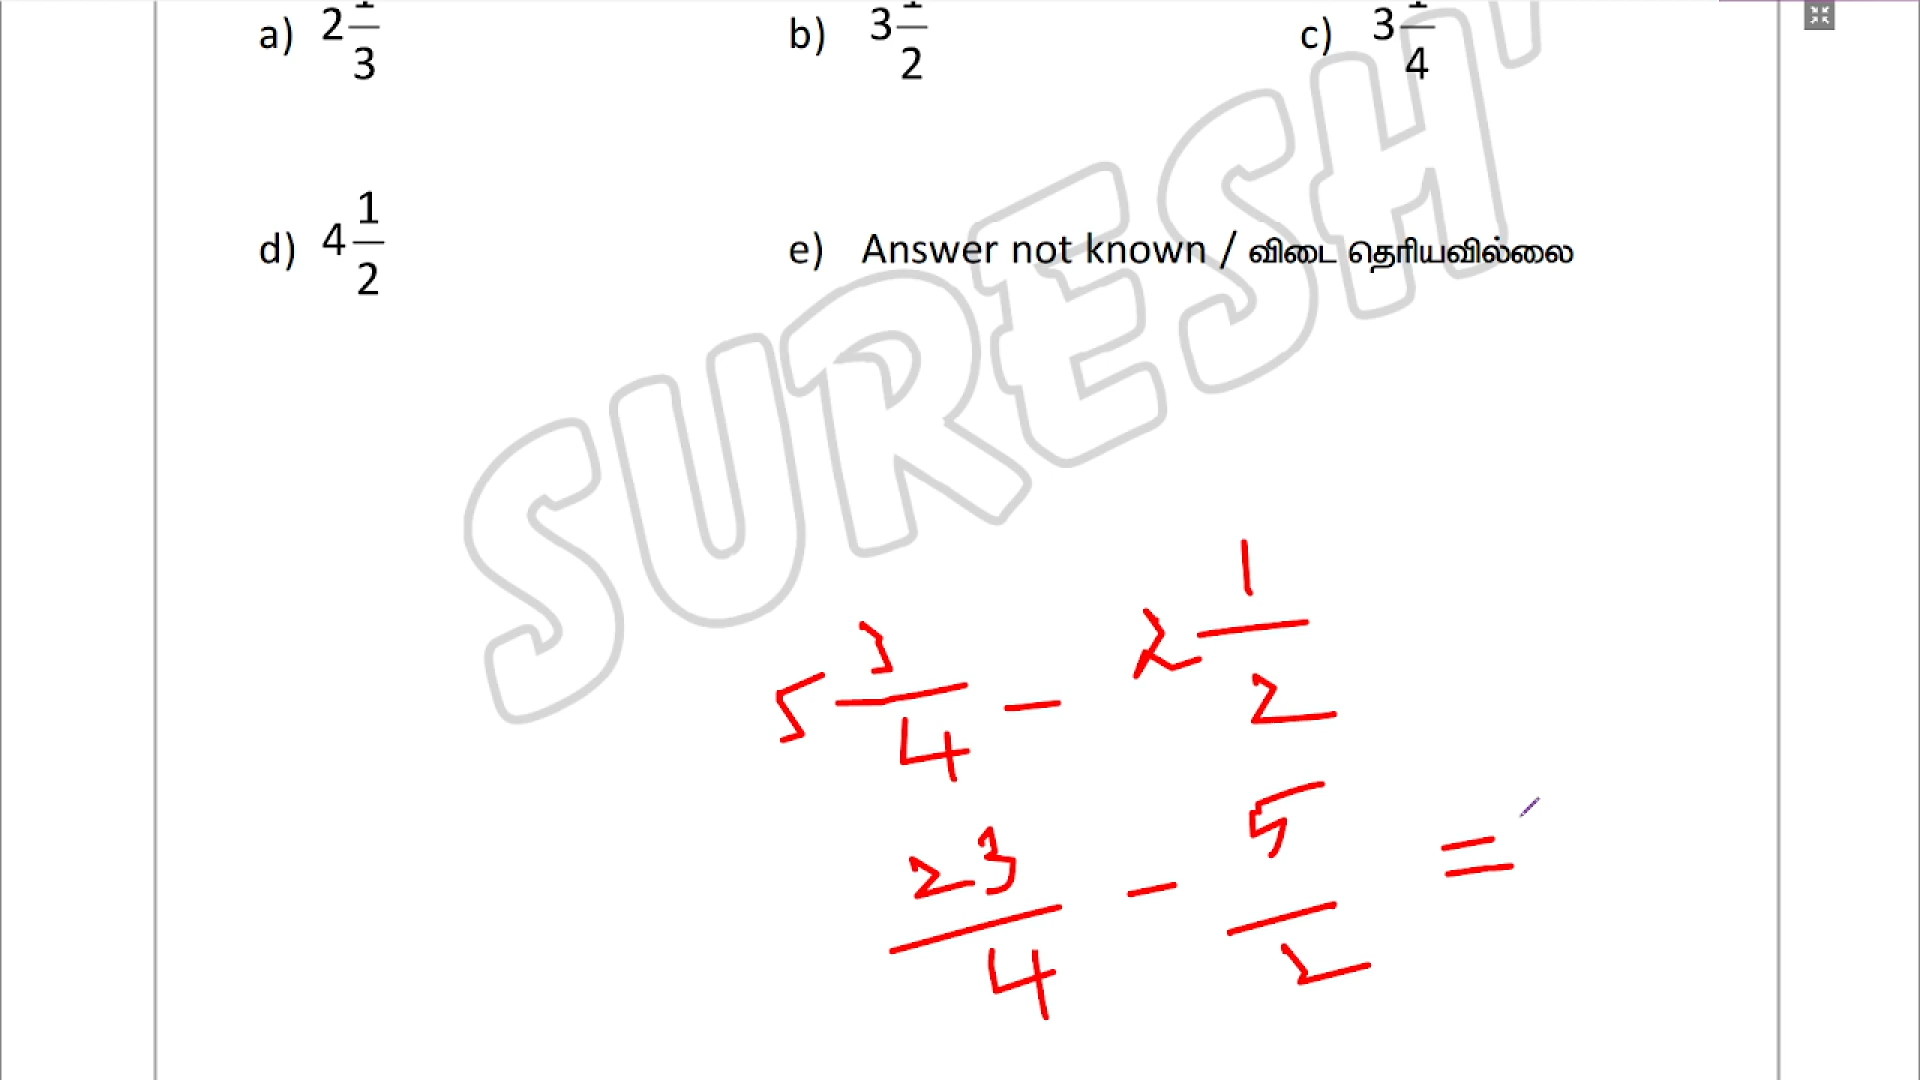 a) 2 1/3 b) 3 1/2 c) 3 1/4
d) 4 1/2 e) Answer not known / விடை தெரியவில்லை
SURESH'
5 3/4 - 2 1/2
23/4 - 5/2 =